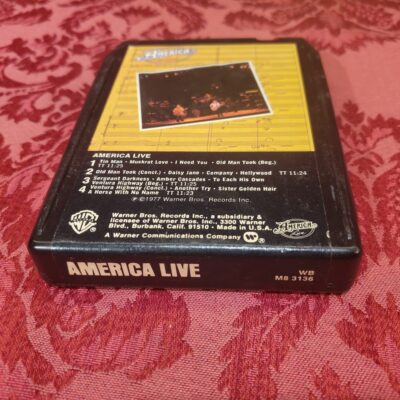 AMERICA
AMERICA LIVE
1 Tin Man • Muskrat Love • I Need You • Old Man Took (Beg.)
TT 11:25
2 Old Man Took (Concl.) • Daisy Jane • Company • Hollywood TT 11:24
3 Sergeant Darkness • Amber Cascades • To Each His Own
Ventura Highway (Beg.) • TT 11:25
4 Ventura Highway (Concl.) • Another Try • Sister Golden Hair
A Horse With No Name TT 11:23
℗©1977 Warner Bros. Records Inc.
Warner Bros. Records Inc., a subsidiary &
licensee of Warner Bros. Inc., 3300 Warner
Blvd., Burbank, Calif. 91510 • Made in U.S.A.
A Warner Communications Company
WB
AMERICA
Live
AMERICA LIVE
WB
M8 3136